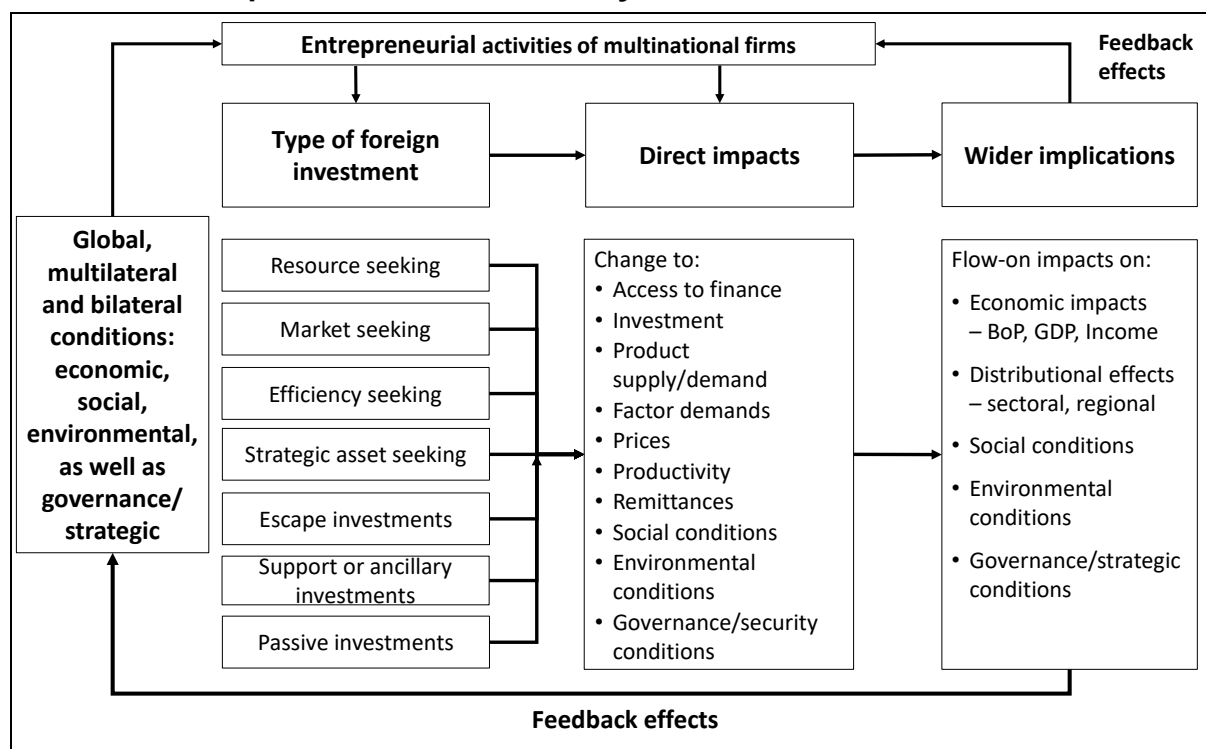 Entrepreneurial activities of multinational firms
Feedback
effects
Type of foreign
investment
Direct impacts
Wider implications
Global,
multilateral
and bilateral
conditions:
economic,
social,
environmental,
as well as
governance/
strategic
Resource seeking
Market seeking
Efficiency seeking
Strategic asset seeking
Escape investments
Support or ancillary
investments
Passive investments
Change to:
• Access to finance
• Investment
• Product
supply/demand
• Factor demands
• Prices
• Productivity
• Remittances
• Social conditions
• Environmental
conditions
• Governance/security
conditions
Flow-on impacts on:
• Economic impacts
– BoP, GDP, Income
• Distributional effects
– sectoral, regional
• Social conditions
• Environmental
conditions
• Governance/strategic
conditions
Feedback effects